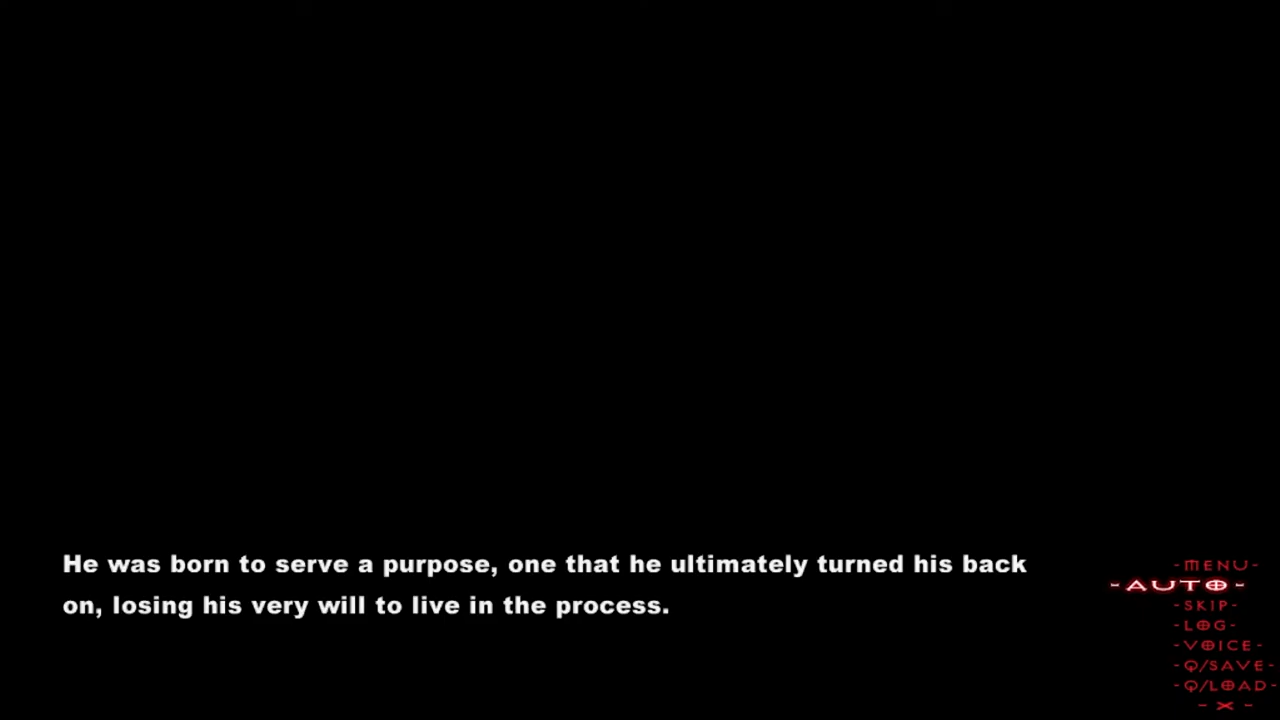 He was born to serve a purpose, one that he ultimately turned his back
on, losing his very will to live in the process.
-MENU-
-AUTO-
-SKIP-
-LOG-
-VOICE-
-Q/SAVE-
-Q/LOAD-
-X-